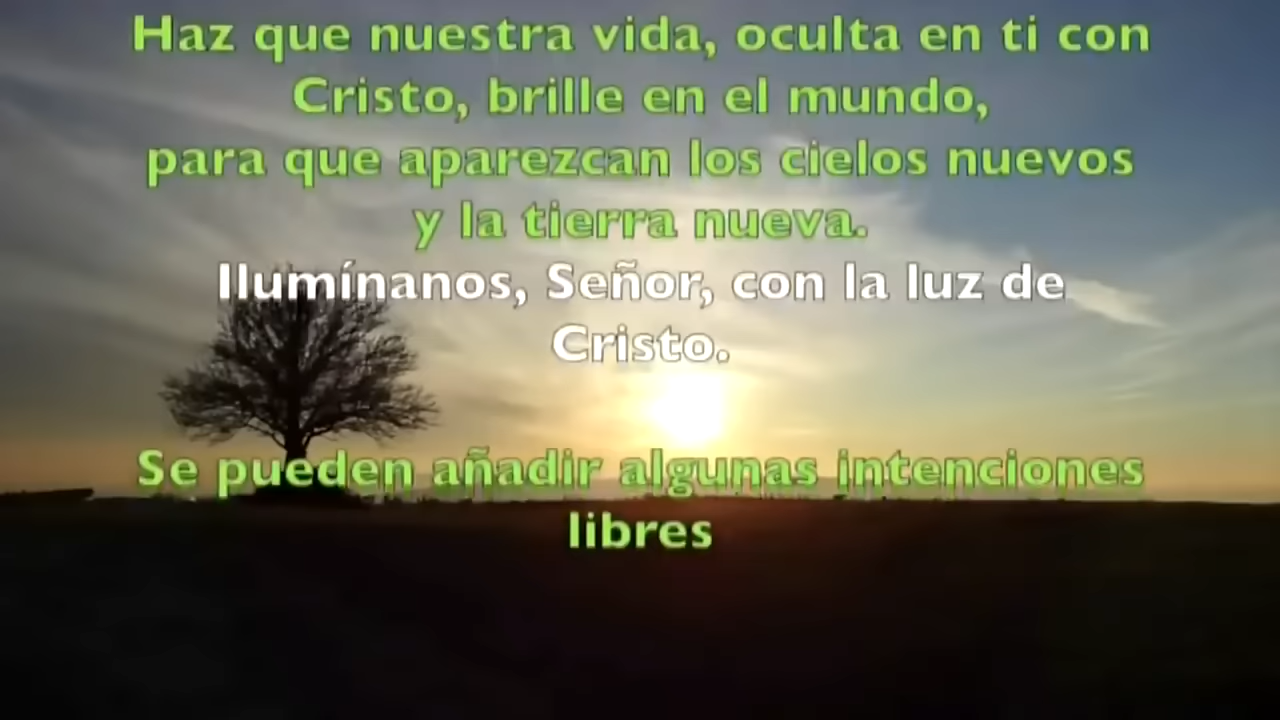 Haz que nuestra vida, oculta en ti con
Cristo, brille en el mundo,
para que aparezcan los cielos nuevos
y la tierra nueva.
Ilumínanos, Señor, con la luz de
Cristo.
Se pueden añadir algunas intenciones
libres